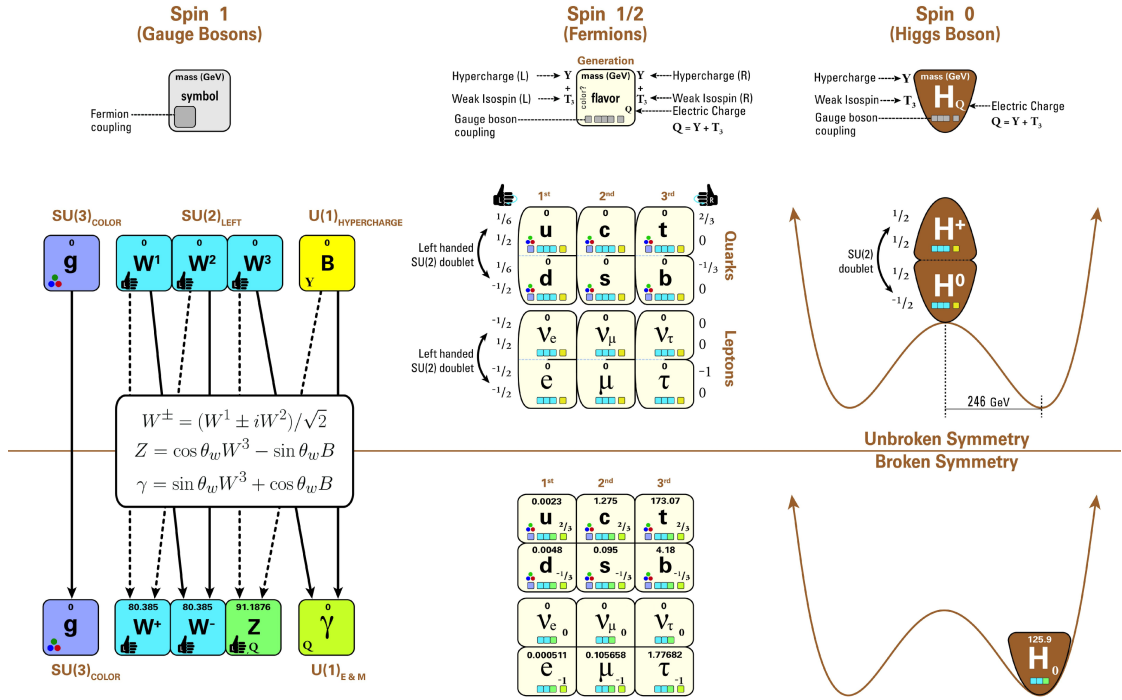 Spin 1
(Gauge Bosons)
mass (GeV)
symbol
Fermion
coupling
Spin 1/2
(Fermions)
Generation
Hypercharge (L) Y mass (GeV) Y Hypercharge (R)
+ color? +
Weak Isospin (L) T₃ flavor T₃ Weak Isospin (R)
Q Electric Charge
Gauge boson
coupling
Q = Y + T₃
Spin 0
(Higgs Boson)
Hypercharge Y mass (GeV)
Weak Isospin T₃ H Q
Electric Charge
Gauge boson
coupling
Q = Y + T₃
SU(3)COLOR
SU(2)LEFT
U(1)HYPERCHARGE
0 0 0 0 0
g W¹ W² W³ B
Y
L 1st 2nd 3rd R
0 0 0
1/6 u c t 2/3
1/2 0
Left handed
SU(2) doublet
0 0 0
1/6 d s b -1/3
-1/2 0
Quarks
0 0 0
-1/2 νe νμ ντ 0
1/2 0
Left handed
SU(2) doublet
0 0 0
-1/2 e μ τ -1
-1/2 0
Leptons
1/2 H+
1/2
SU(2)
doublet
1/2 H0
-1/2
246 GeV
W± = (W¹ ± iW²)/√2
Z = cos θw W³ − sin θw B
γ = sin θw W³ + cos θw B
Unbroken Symmetry
Broken Symmetry
0 80.385 80.385 91.1876 0
g W+ W- Z γ
Q Q
SU(3)COLOR
U(1)E & M
1st 2nd 3rd
0.0023 1.275 173.07
u 2/3 c 2/3 t 2/3
0.0048 0.095 4.18
d -1/3 s -1/3 b -1/3
0 0 0
νe 0 νμ 0 ντ 0
0.000511 0.105658 1.77682
e -1 μ -1 τ -1
125.9
H 0